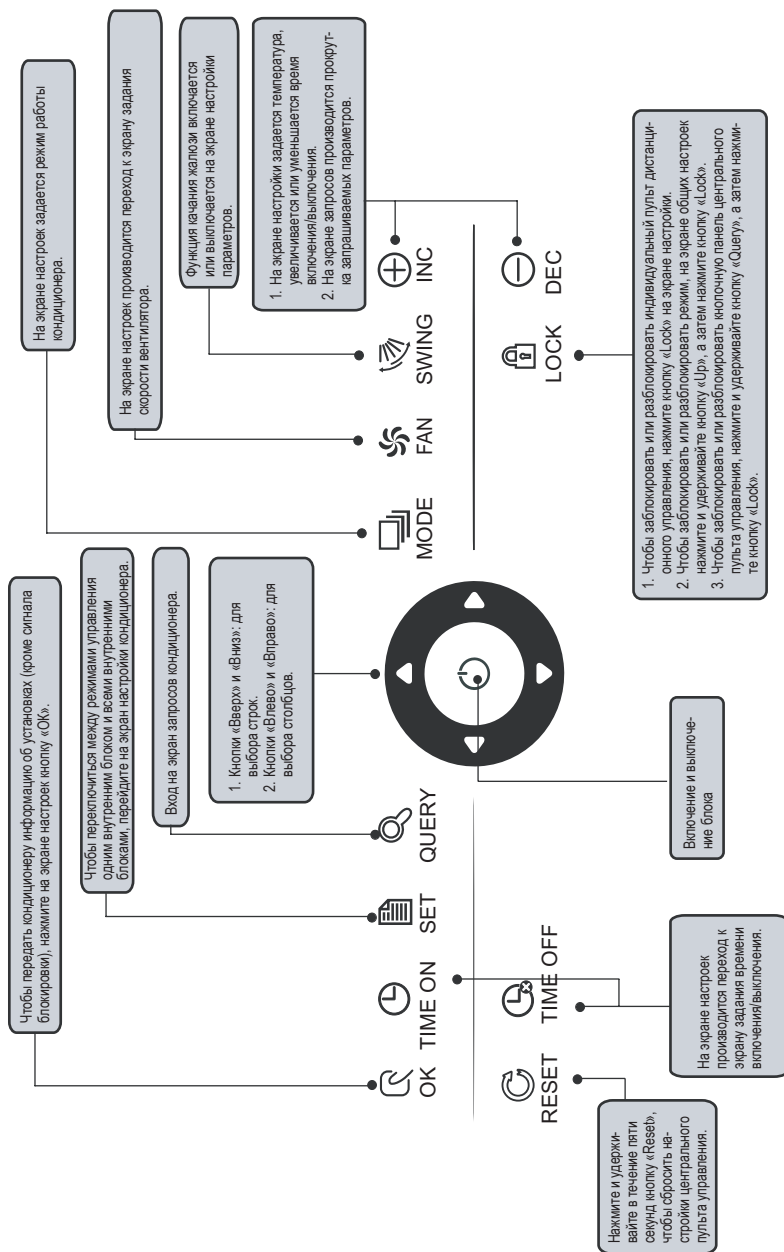 Чтобы передать кондиционеру информацию об установках (кроме сигнала
блокировки), нажмите на экране настроек кнопку «OK».
Чтобы переключиться между режимами управления
одним внутренним блоком и всеми внутренними
блоками, перейдите на экран настройки кондиционера.
Вход на экран запросов кондиционера.
1. Кнопки «Вверх» и «Вниз»: для
выбора строк.
2. Кнопки «Влево» и «Вправо»: для
выбора столбцов.
На экране настроек задается режим работы
кондиционера.
На экране настроек производится переход к экрану задания
скорости вентилятора.
Функция качания жалюзи включается
или выключается на экране настройки
параметров.
1. На экране настройки задается температура,
увеличивается или уменьшается время
включения/выключения.
2. На экране запросов производится прокрут-
ка запрашиваемых параметров.
OK
TIME ON
SET
QUERY
MODE
FAN
SWING
INC
RESET
TIME OFF
LOCK
DEC
Нажмите и удержи-
вайте в течение пяти
секунд кнопку «Reset»,
чтобы сбросить на-
стройки центрального
пульта управления.
На экране настроек
производится переход к
экрану задания времени
включения/выключения.
Включение и выключе-
ние блока
1. Чтобы заблокировать или разблокировать индивидуальный пульт дистанци-
онного управления, нажмите кнопку «Lock» на экране настройки.
2. Чтобы заблокировать или разблокировать режим, на экране общих настроек
нажмите и удерживайте кнопку «Up», а затем нажмите кнопку «Lock».
3. Чтобы заблокировать или разблокировать кнопочную панель центрального
пульта управления, нажмите и удерживайте кнопку «Query», а затем нажми-
те кнопку «Lock».